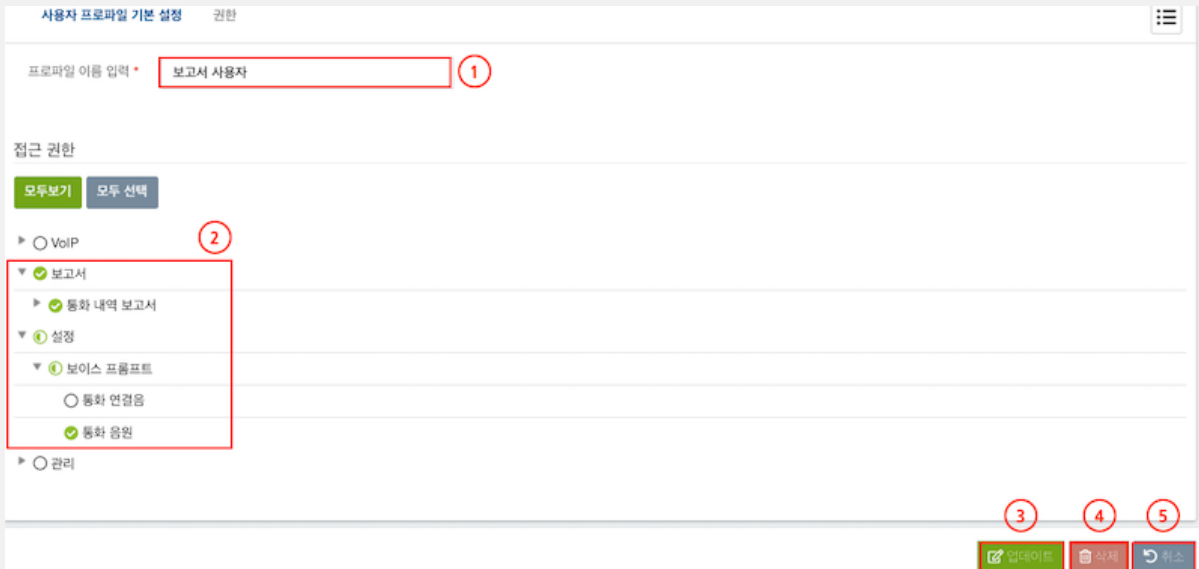 사용자 프로파일 기본 설정 권한
프로파일 이름 입력 * 보고서 사용자 1
접근 권한
모두보기 모두 선택
VoIP 2
보고서
통화 내역 보고서
설정
보이스 프롬프트
통화 연결음
통화 음원
관리
3 4 5
업데이트 삭제 취소